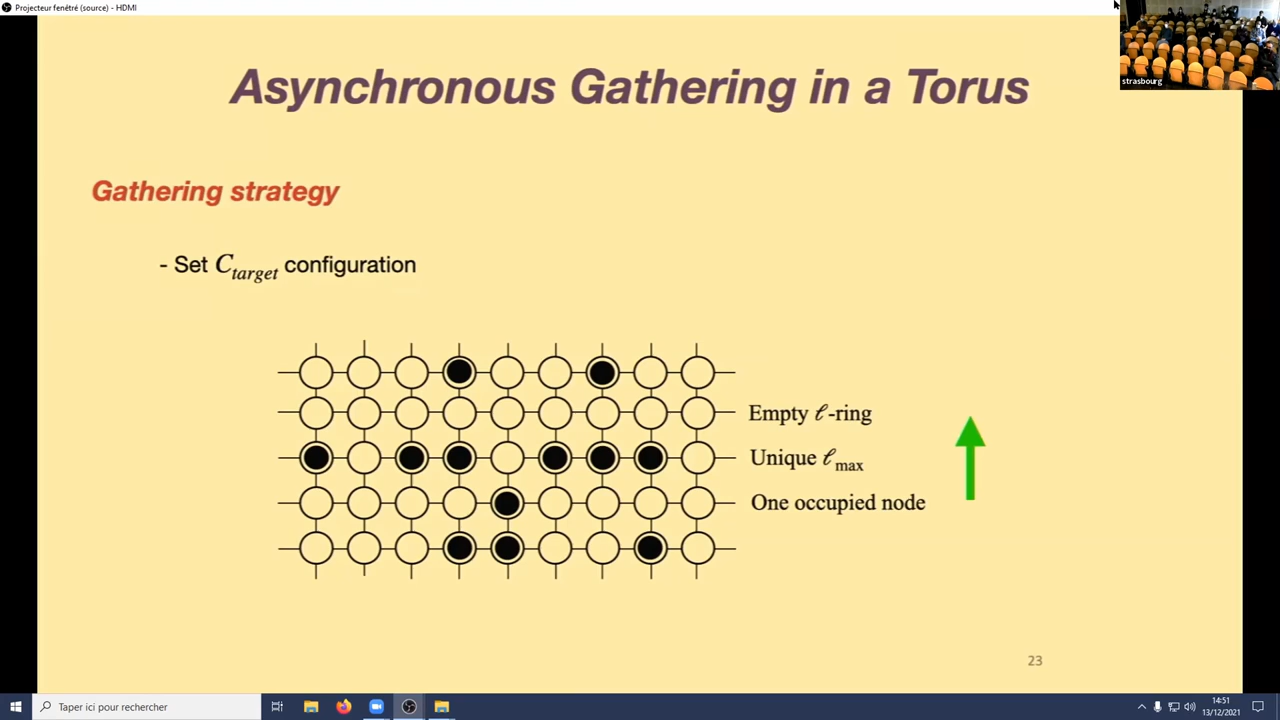 Projecteur fenêtré (source) - HDMI
strasbourg
Asynchronous Gathering in a Torus
Gathering strategy
- Set C_target configuration
Empty ℓ-ring
Unique ℓ_max
One occupied node
23
Taper ici pour rechercher
14:51
13/12/2021